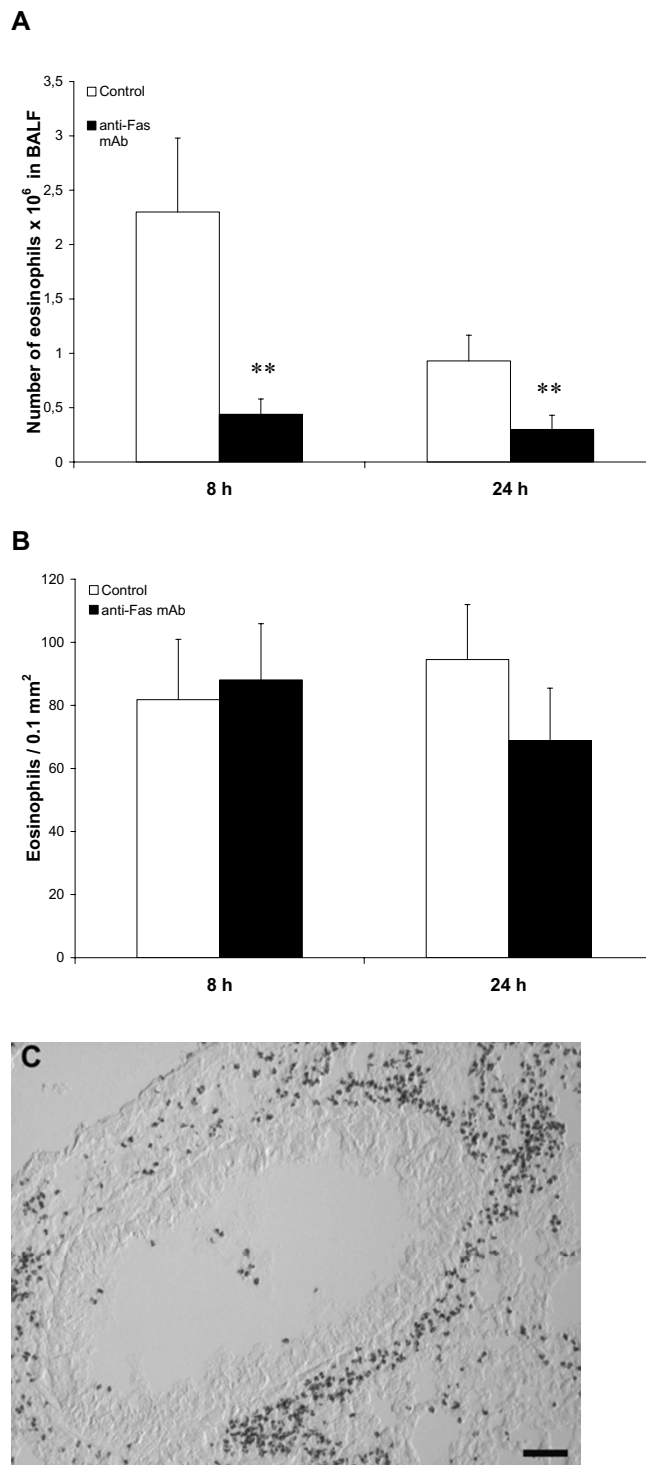 A
Number of eosinophils x 10⁶ in BALF
3,5
3
2,5
2
1,5
1
0,5
0
Control
anti-Fas
mAb
**
**
8 h
24 h
B
Eosinophils / 0.1 mm²
120
100
80
60
40
20
0
Control
anti-Fas mAb
8 h
24 h
C